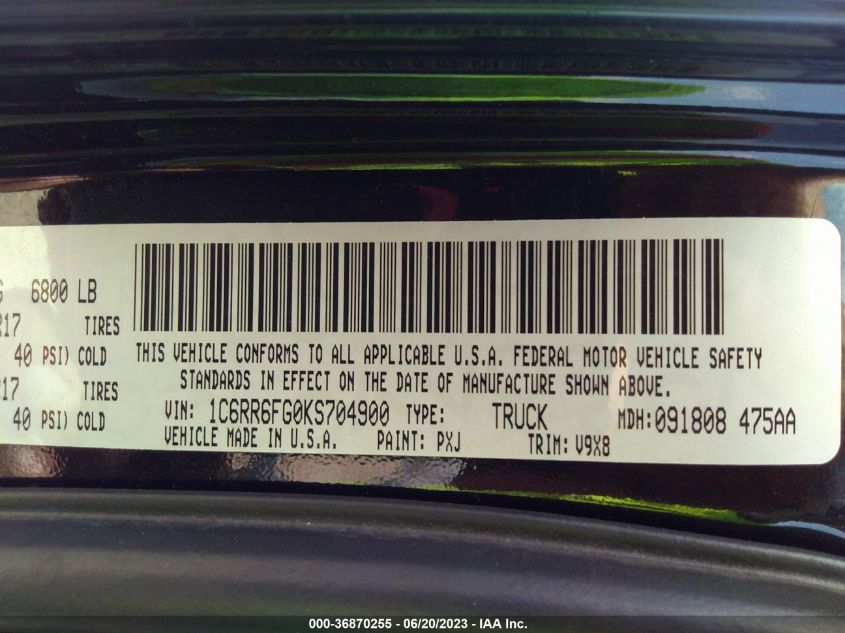 G 6800 LB
R17 TIRES
40 PSI) COLD
R17 TIRES
40 PSI) COLD
THIS VEHICLE CONFORMS TO ALL APPLICABLE U.S.A. FEDERAL MOTOR VEHICLE SAFETY
STANDARDS IN EFFECT ON THE DATE OF MANUFACTURE SHOWN ABOVE.
VIN: 1C6RR6FG0KS704900 TYPE: TRUCK MDH:091808 475AA
VEHICLE MADE IN U.S.A. PAINT: PXJ TRIM: V9X8
000-36870255 - 06/20/2023 - IAA Inc.